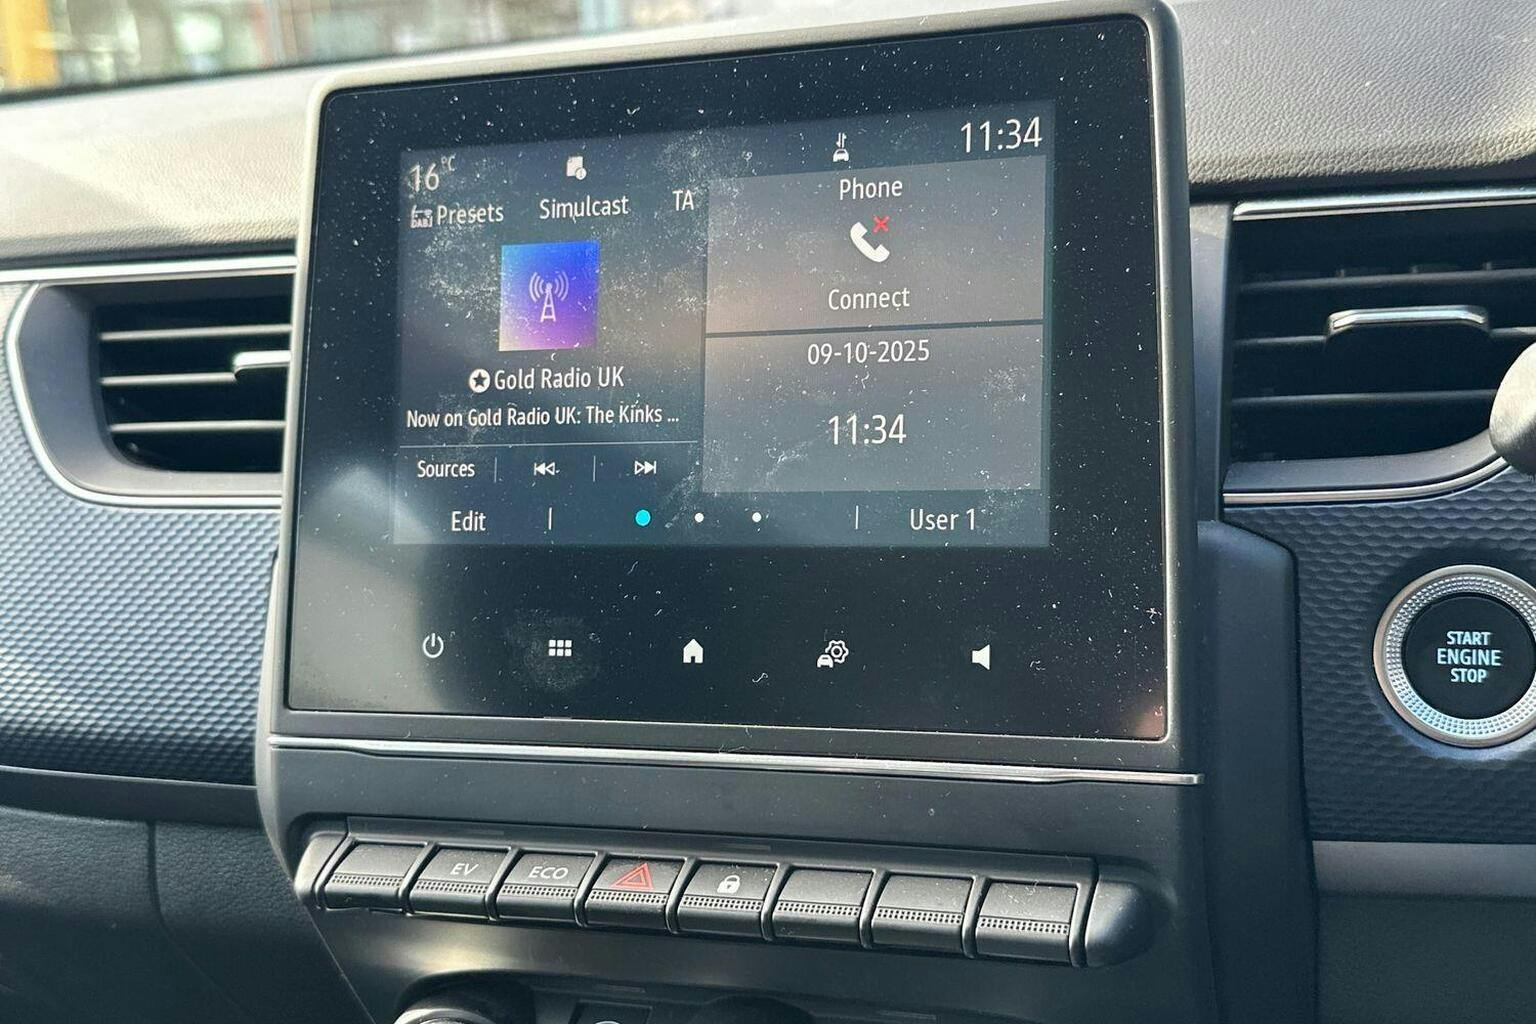 16°C
11:34
DAB Presets
Simulcast
TA
Gold Radio UK
Now on Gold Radio UK: The Kinks ...
Sources
Phone
Connect
09-10-2025
11:34
Edit
User 1
START
ENGINE
STOP
EV
ECO